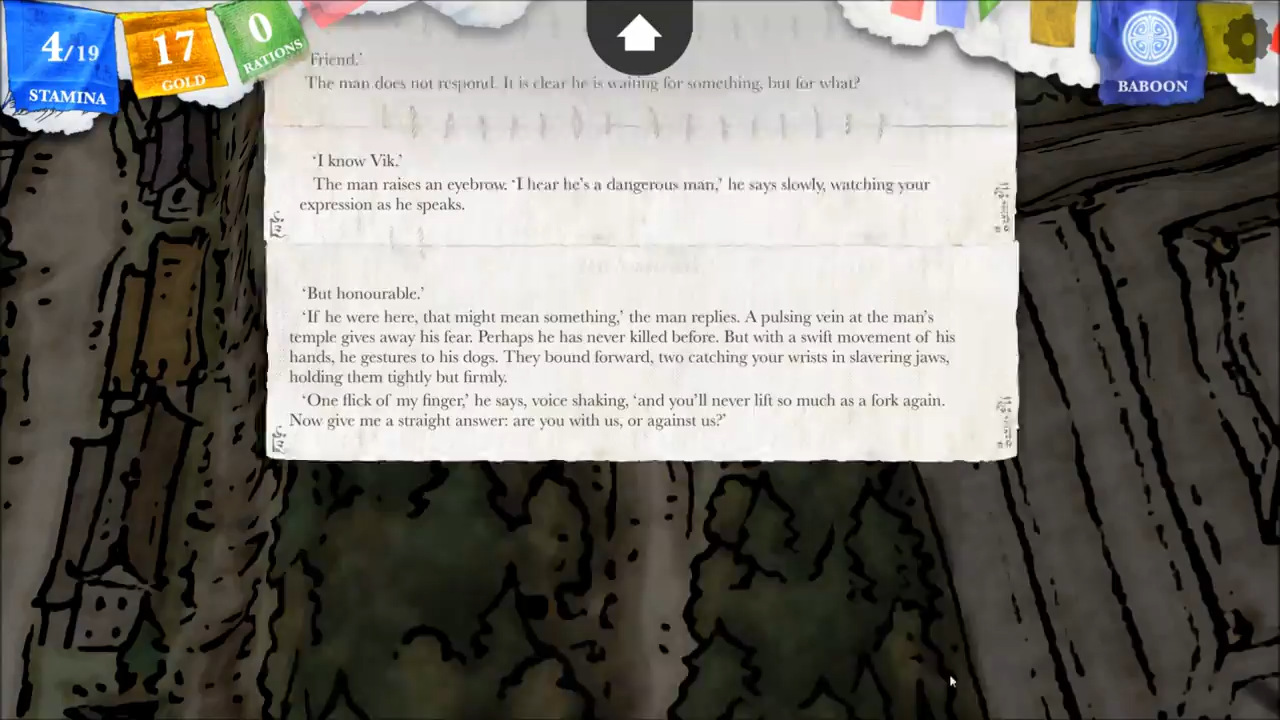 4/19
STAMINA
17
GOLD
0
RATIONS
BABOON
Friend.’
The man does not respond. It is clear he is waiting for something, but for what?
‘I know Vik.’
The man raises an eyebrow. ‘I hear he’s a dangerous man,’ he says slowly, watching your
expression as he speaks.
‘But honourable.’
‘If he were here, that might mean something,’ the man replies. A pulsing vein at the man’s
temple gives away his fear. Perhaps he has never killed before. But with a swift movement of his
hands, he gestures to his dogs. They bound forward, two catching your wrists in slavering jaws,
holding them tightly but firmly.
‘One flick of my finger,’ he says, voice shaking, ‘and you’ll never lift so much as a fork again.
Now give me a straight answer: are you with us, or against us?’